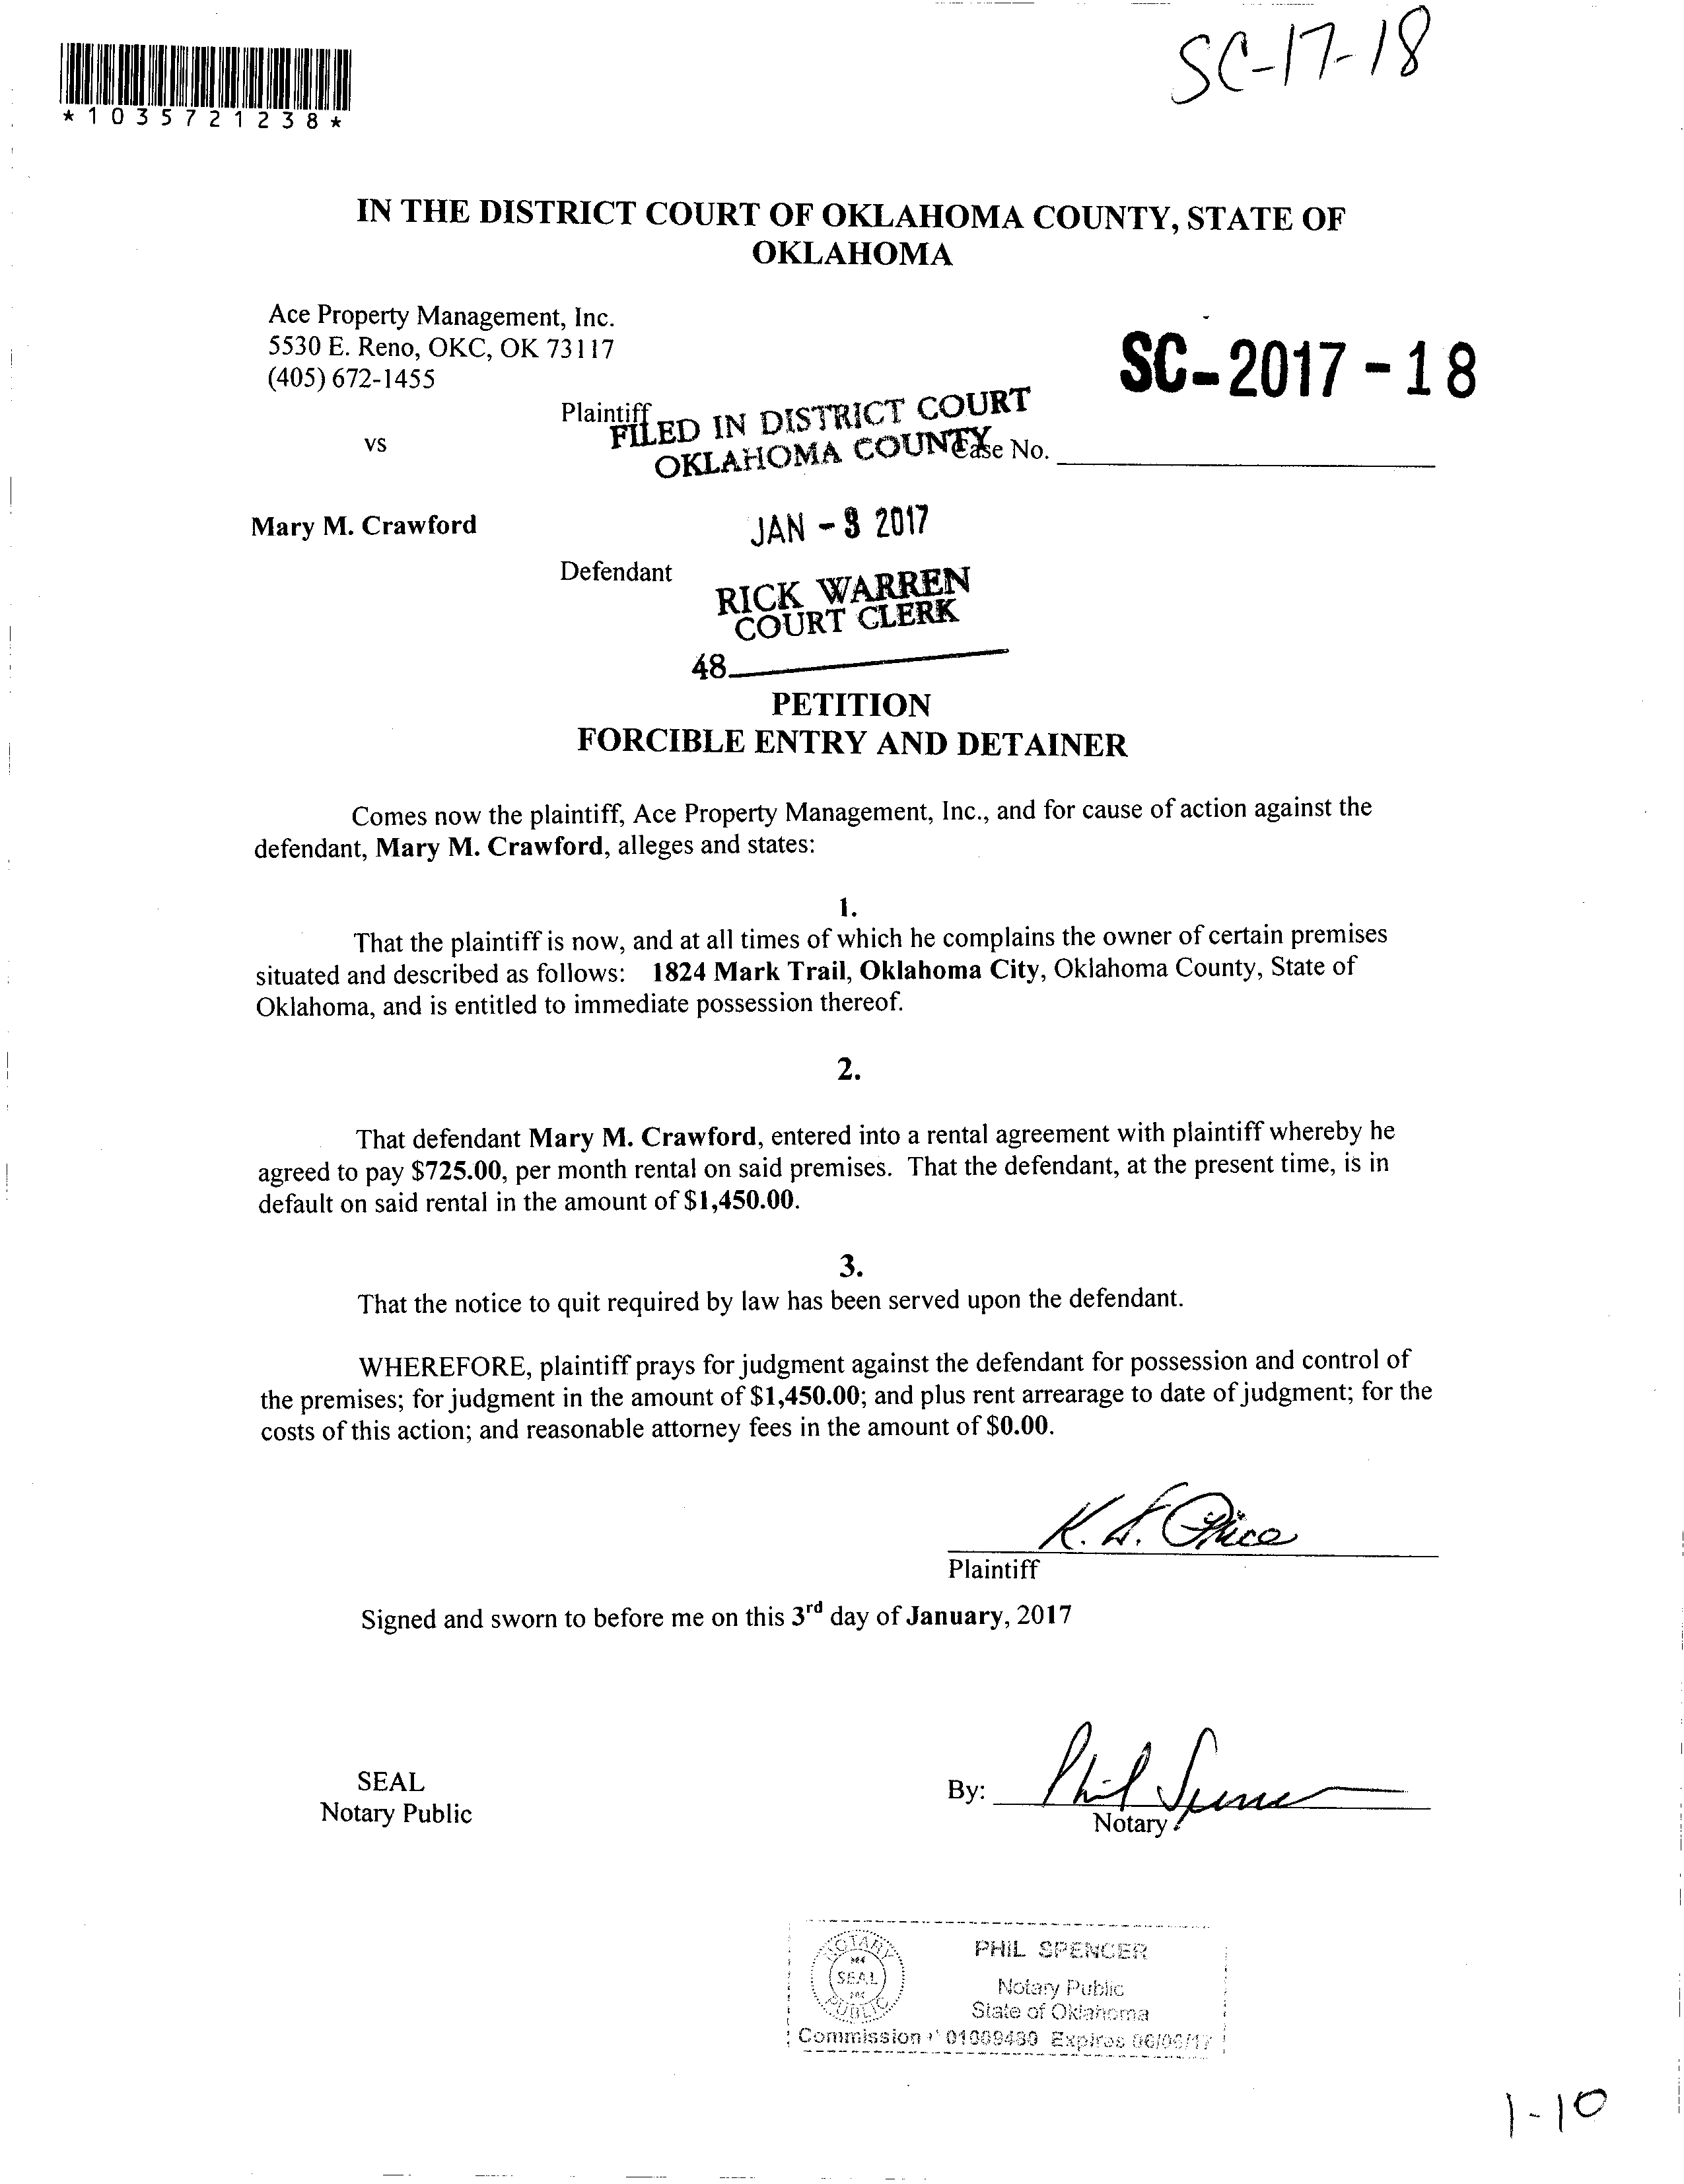 SC-17-18
*1035721238*
IN THE DISTRICT COURT OF OKLAHOMA COUNTY, STATE OF
OKLAHOMA
Ace Property Management, Inc.
5530 E. Reno, OKC, OK 73117
(405) 672-1455
SC-2017-18
Plaintiff
FILED IN DISTRICT COURT
OKLAHOMA COUNTY
vs
Case No.
Mary M. Crawford
JAN - 3 2017
Defendant
RICK WARREN
COURT CLERK
48
PETITION
FORCIBLE ENTRY AND DETAINER
Comes now the plaintiff, Ace Property Management, Inc., and for cause of action against the
defendant, Mary M. Crawford, alleges and states:
1.
That the plaintiff is now, and at all times of which he complains the owner of certain premises
situated and described as follows: 1824 Mark Trail, Oklahoma City, Oklahoma County, State of
Oklahoma, and is entitled to immediate possession thereof.
2.
That defendant Mary M. Crawford, entered into a rental agreement with plaintiff whereby he
agreed to pay $725.00, per month rental on said premises. That the defendant, at the present time, is in
default on said rental in the amount of $1,450.00.
3.
That the notice to quit required by law has been served upon the defendant.
WHEREFORE, plaintiff prays for judgment against the defendant for possession and control of
the premises; for judgment in the amount of $1,450.00; and plus rent arrearage to date of judgment; for the
costs of this action; and reasonable attorney fees in the amount of $0.00.
Plaintiff
Signed and sworn to before me on this 3rd day of January, 2017
SEAL
Notary Public
By: Phil Spencer
Notary
NOTARY
SEAL
PUBLIC
PHIL SPENCER
Notary Public
State of Oklahoma
Commission # 01009480 Expires 06/06/17
1-10